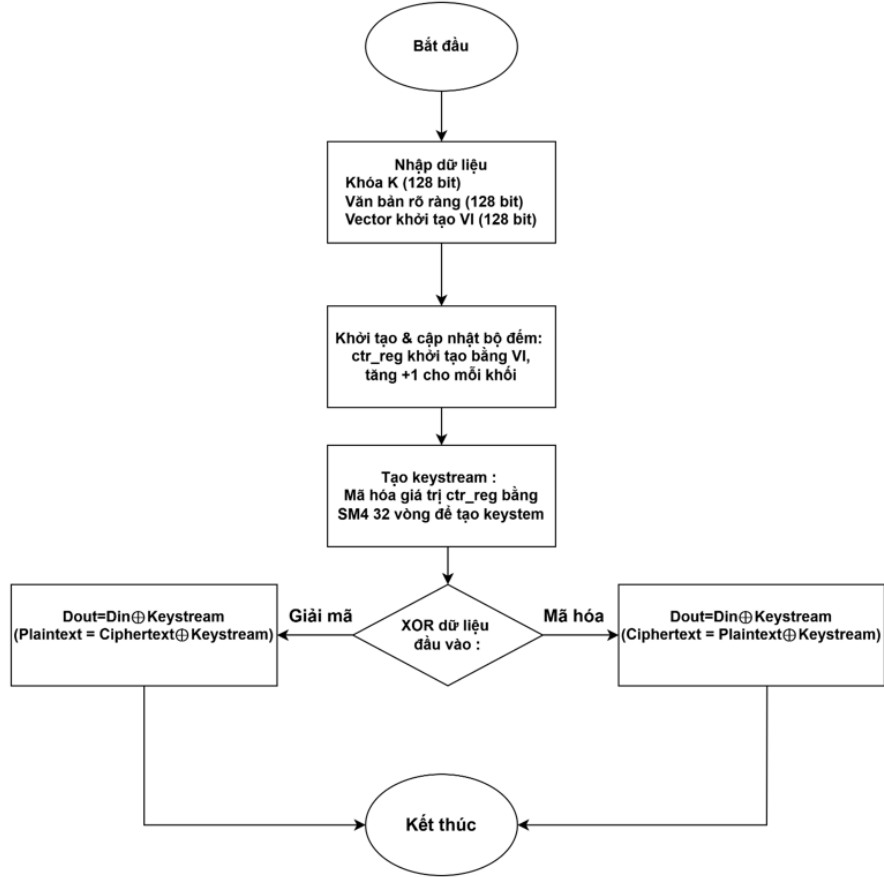 Bắt đầu
Nhập dữ liệu
Khóa K (128 bit)
Văn bản rõ ràng (128 bit)
Vector khởi tạo VI (128 bit)
Khởi tạo & cập nhật bộ đếm:
ctr_reg khởi tạo bằng VI,
tăng +1 cho mỗi khối
Tạo keystream :
Mã hóa giá trị ctr_reg bằng
SM4 32 vòng để tạo keystem
Dout=Din⊕Keystream
(Plaintext = Ciphertext⊕Keystream)
Giải mã
XOR dữ liệu
đầu vào :
Mã hóa
Dout=Din⊕Keystream
(Ciphertext = Plaintext⊕Keystream)
Kết thúc